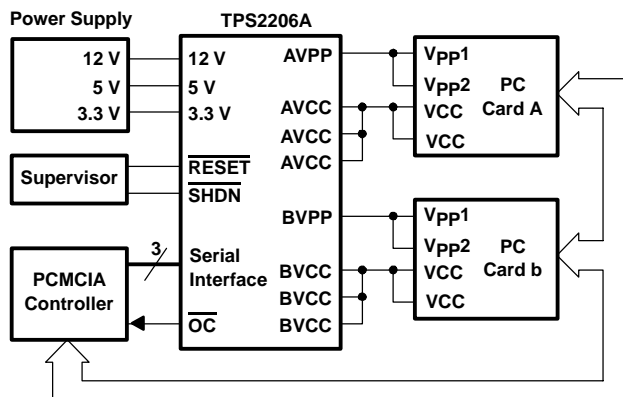 Power Supply
12 V
5 V
3.3 V
Supervisor
PCMCIA
Controller
TPS2206A
12 V
5 V
3.3 V
RESET
SHDN
3
Serial
Interface
OC
AVPP
AVCC
AVCC
AVCC
BVPP
BVCC
BVCC
BVCC
VPP1
VPP2
VCC
VCC
PC
Card A
VPP1
VPP2
VCC
VCC
PC
Card b